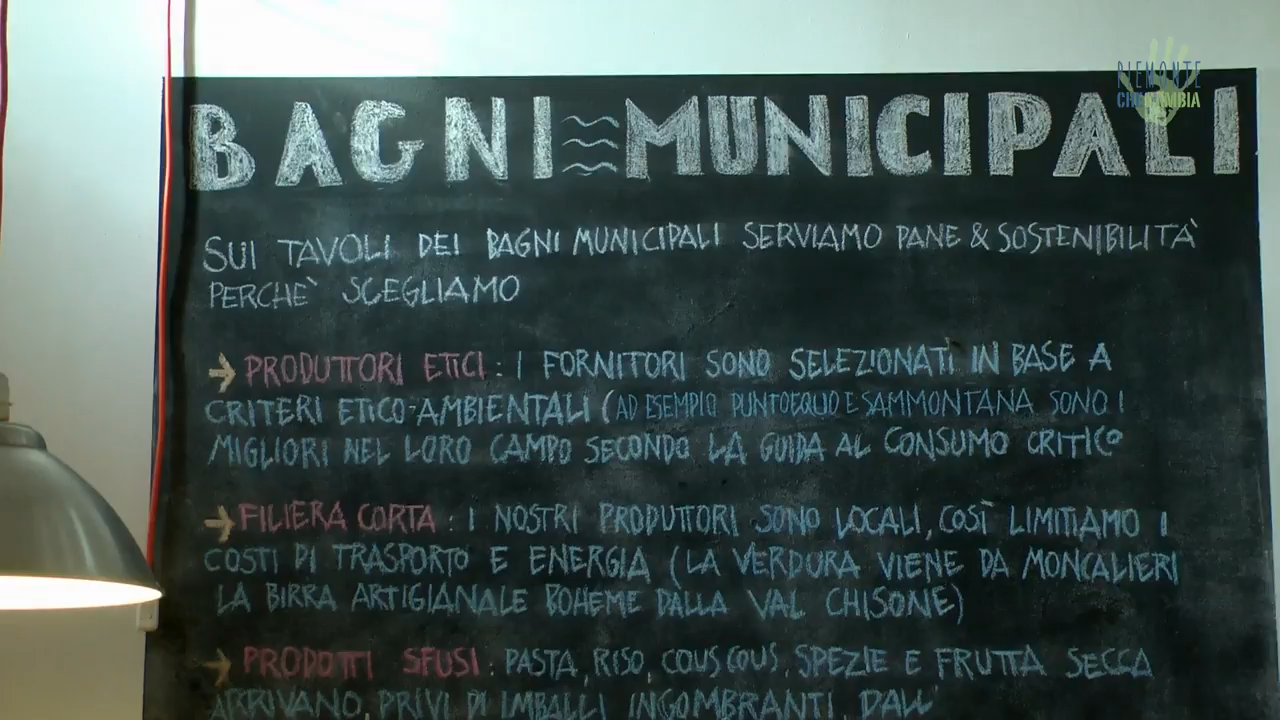 PIEMONTE
CHE CAMBIA
BAGNI MUNICIPALI
SUI TAVOLI DEI BAGNI MUNICIPALI SERVIAMO PANE & SOSTENIBILITÀ
PERCHÈ SCEGLIAMO
→ PRODUTTORI ETICI : I FORNITORI SONO SELEZIONATI IN BASE A
CRITERI ETICO-AMBIENTALI (AD ESEMPIO PUNTOEQUO E SAMMONTANA SONO I
MIGLIORI NEL LORO CAMPO SECONDO LA GUIDA AL CONSUMO CRITICO
→ FILIERA CORTA : I NOSTRI PRODUTTORI SONO LOCALI, COSÌ LIMITIAMO I
COSTI DI TRASPORTO E ENERGIA (LA VERDURA VIENE DA MONCALIERI
LA BIRRA ARTIGIANALE BOHEME DALLA VAL CHISONE)
→ PRODOTTI SFUSI : PASTA, RISO, COUS COUS, SPEZIE E FRUTTA SECCA
ARRIVANO, PRIVI DI IMBALLI INGOMBRANTI, DALL'